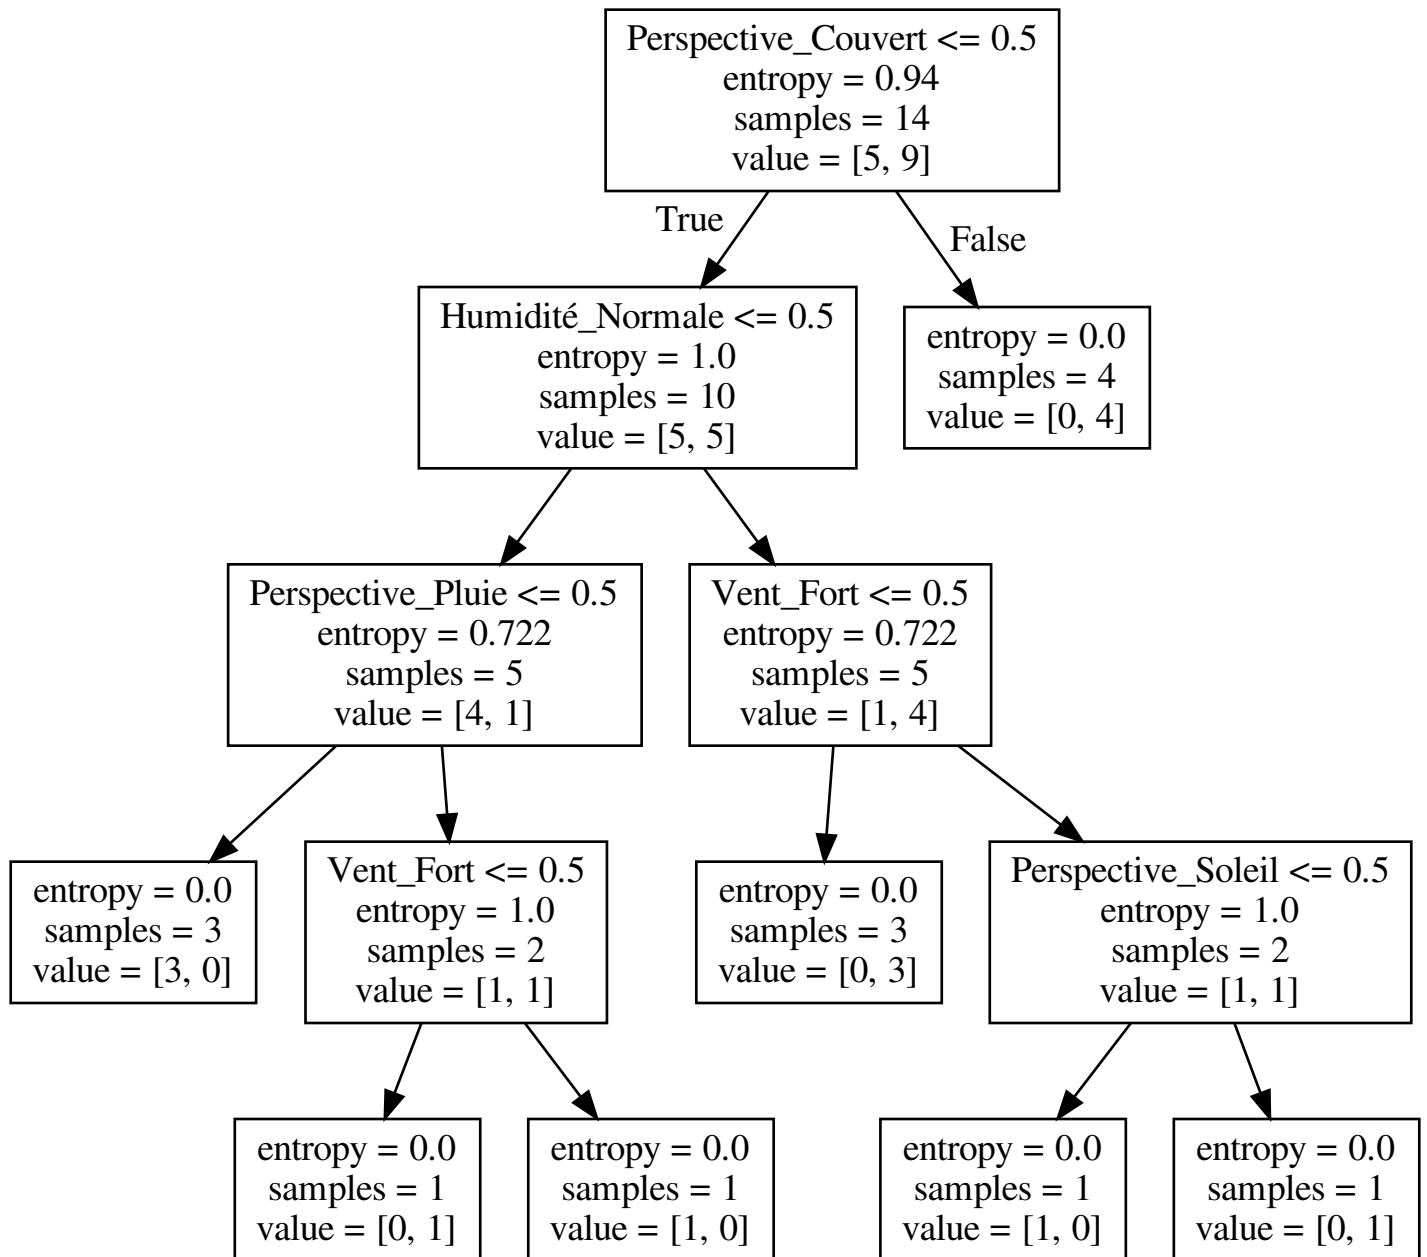 Perspective_Couvert <= 0.5
entropy = 0.94
samples = 14
value = [5, 9]
True
False
Humidité_Normale <= 0.5
entropy = 1.0
samples = 10
value = [5, 5]
entropy = 0.0
samples = 4
value = [0, 4]
Perspective_Pluie <= 0.5
entropy = 0.722
samples = 5
value = [4, 1]
Vent_Fort <= 0.5
entropy = 0.722
samples = 5
value = [1, 4]
entropy = 0.0
samples = 3
value = [3, 0]
Vent_Fort <= 0.5
entropy = 1.0
samples = 2
value = [1, 1]
entropy = 0.0
samples = 3
value = [0, 3]
Perspective_Soleil <= 0.5
entropy = 1.0
samples = 2
value = [1, 1]
entropy = 0.0
samples = 1
value = [0, 1]
entropy = 0.0
samples = 1
value = [1, 0]
entropy = 0.0
samples = 1
value = [1, 0]
entropy = 0.0
samples = 1
value = [0, 1]